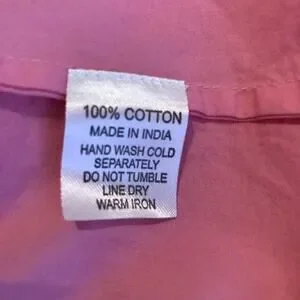 100% COTTON
MADE IN INDIA
HAND WASH COLD
SEPARATELY
DO NOT TUMBLE
LINE DRY
WARM IRON